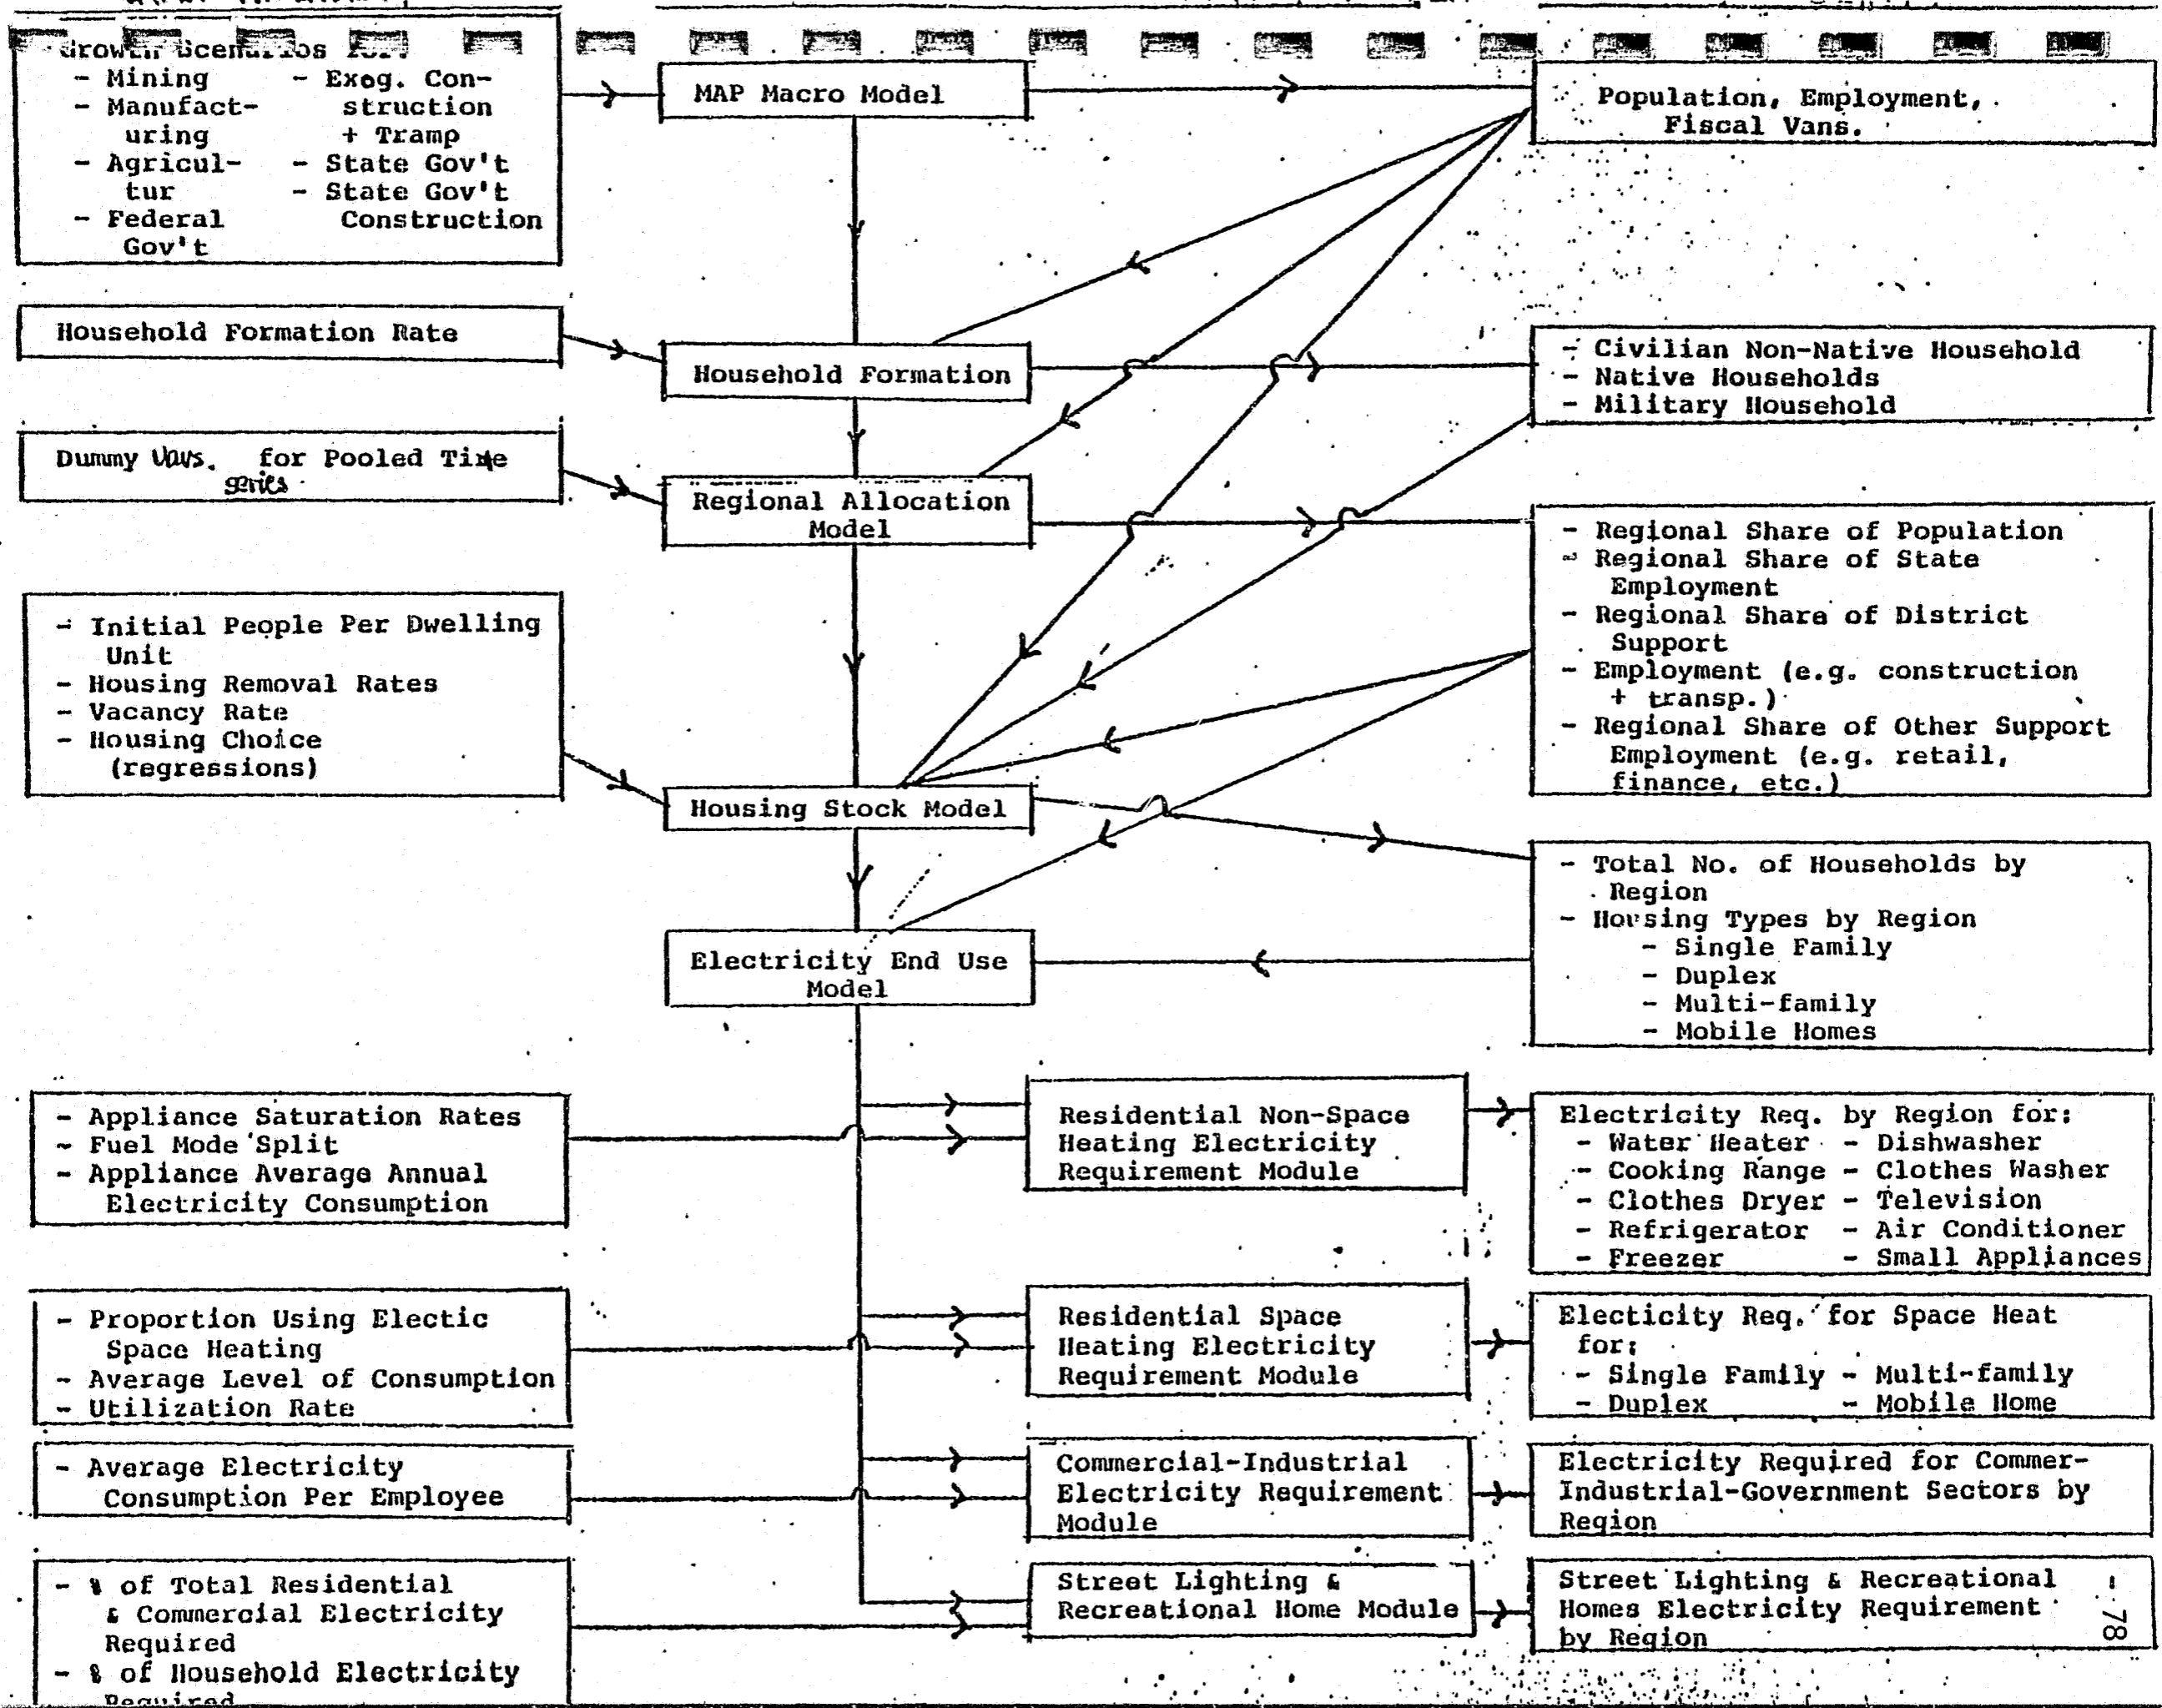 Growth Scenarios for:
- Mining
- Manufact-
uring
- Agricul-
tur
- Federal
Gov't
- Exog. Con-
struction
+ Tramp
- State Gov't
- State Gov't
Construction
MAP Macro Model
Population, Employment,
Fiscal Vans.
Household Formation Rate
Household Formation
- Civilian Non-Native Household
- Native Households
- Military Household
Dummy Vars. for Pooled Time
series
Regional Allocation
Model
- Regional Share of Population
- Regional Share of State
Employment
- Regional Share of District
Support
- Employment (e.g. construction
+ transp.)
- Regional Share of Other Support
Employment (e.g. retail,
finance, etc.)
- Initial People Per Dwelling
Unit
- Housing Removal Rates
- Vacancy Rate
- Housing Choice
(regressions)
Housing Stock Model
- Total No. of Households by
Region
- Housing Types by Region
- Single Family
- Duplex
- Multi-family
- Mobile Homes
Electricity End Use
Model
- Appliance Saturation Rates
- Fuel Mode Split
- Appliance Average Annual
Electricity Consumption
Residential Non-Space
Heating Electricity
Requirement Module
Electricity Req. by Region for:
- Water Heater - Dishwasher
- Cooking Range - Clothes Washer
- Clothes Dryer - Television
- Refrigerator - Air Conditioner
- Freezer - Small Appliances
- Proportion Using Electic
Space Heating
- Average Level of Consumption
- Utilization Rate
Residential Space
Heating Electricity
Requirement Module
Electicity Req. for Space Heat
for:
- Single Family - Multi-family
- Duplex - Mobile Home
- Average Electricity
Consumption Per Employee
Commercial-Industrial
Electricity Requirement
Module
Electricity Required for Commer-
Industrial-Government Sectors by
Region
- % of Total Residential
& Commercial Electricity
Required
- % of Household Electricity
Required
Street Lighting &
Recreational Home Module
Street Lighting & Recreational
Homes Electricity Requirement
by Region
- 78